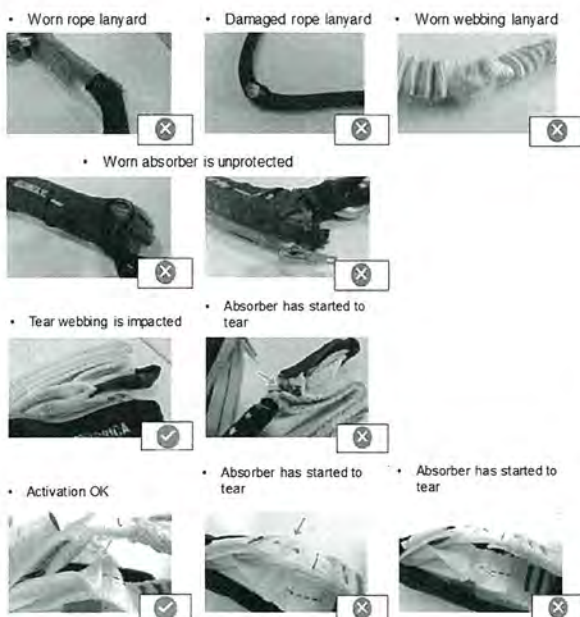 • Worn rope lanyard
• Damaged rope lanyard
• Worn webbing lanyard
• Worn absorber is unprotected
• Tear webbing is impacted
• Absorber has started to
tear
• Activation OK
• Absorber has started to
tear
• Absorber has started to
tear